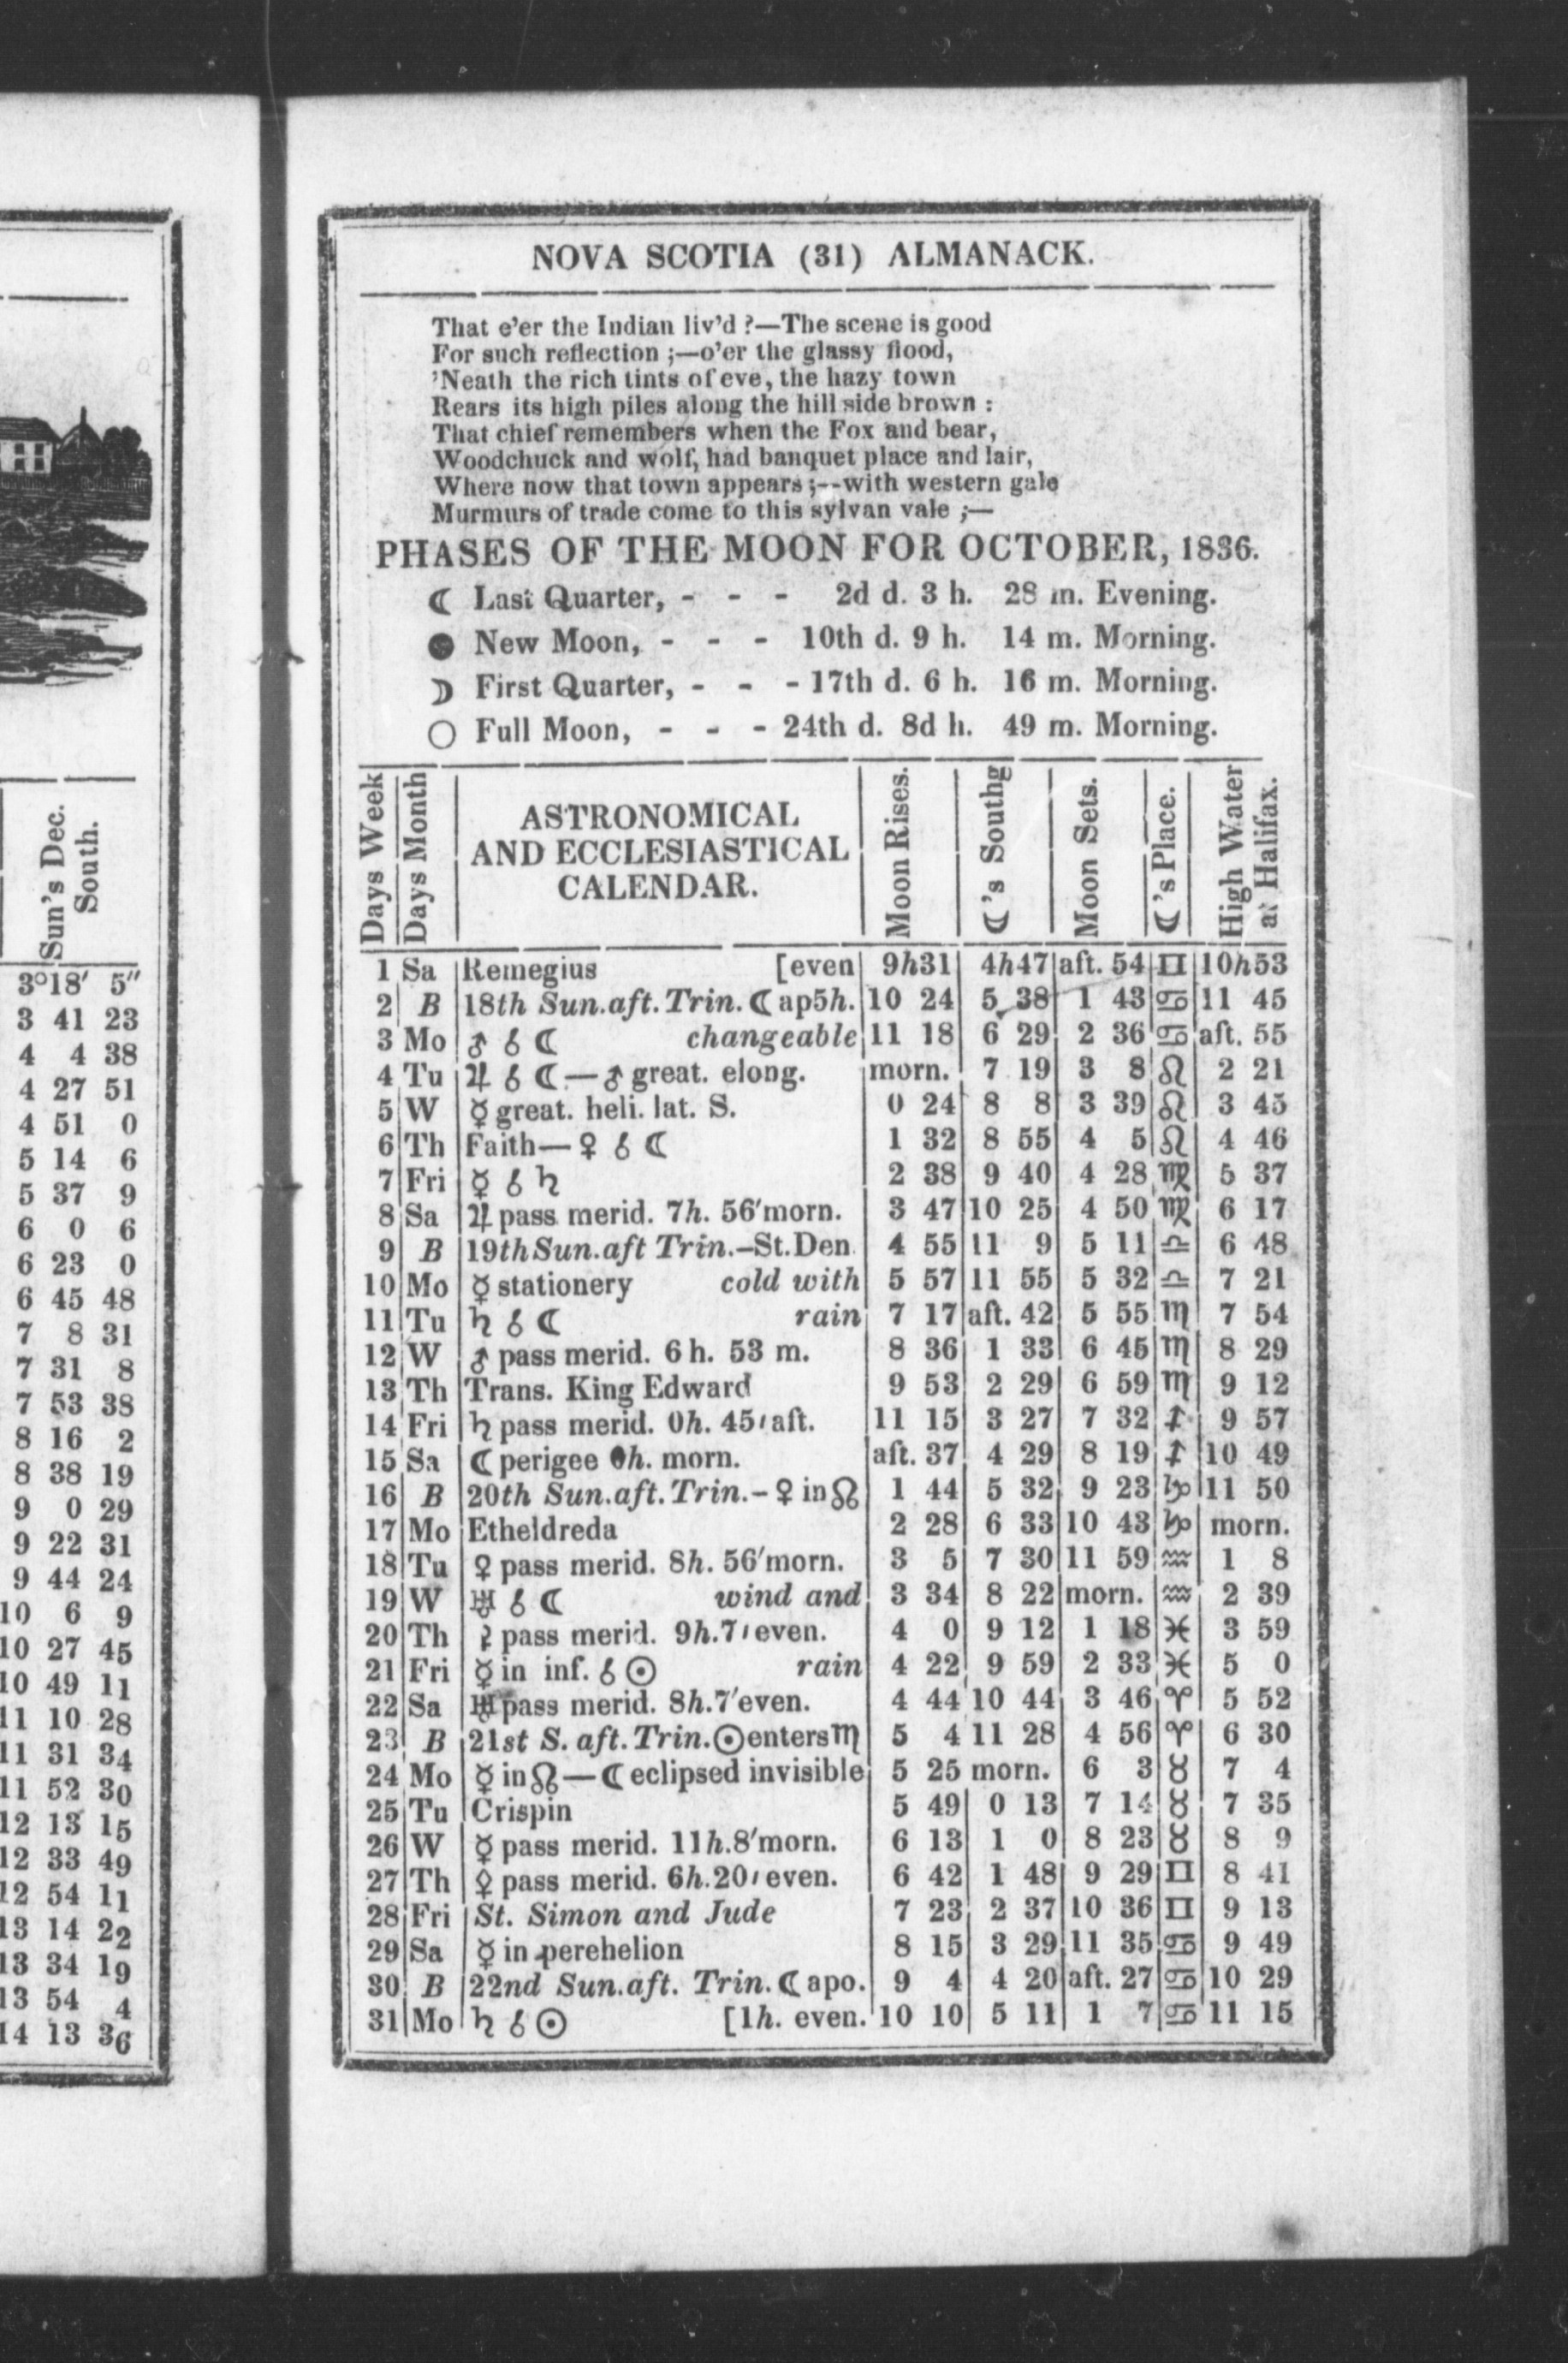 Sun's Dec.
South.
3°18′ 5″
3 41 23
4 4 38
4 27 51
4 51 0
5 14 6
5 37 9
6 0 6
6 23 0
6 45 48
7 8 31
7 31 8
7 53 38
8 16 2
8 38 19
9 0 29
9 22 31
9 44 24
10 6 9
10 27 45
10 49 11
11 10 28
11 31 34
11 52 30
12 13 15
12 33 49
12 54 11
13 14 22
13 34 19
13 54 4
14 13 36
NOVA SCOTIA (31) ALMANACK.
That e'er the Indian liv'd ?—The scene is good
For such reflection ;—o'er the glassy flood,
'Neath the rich tints of eve, the hazy town
Rears its high piles along the hill side brown :
That chief remembers when the Fox and bear,
Woodchuck and wolf, had banquet place and lair,
Where now that town appears ;--with western gale
Murmurs of trade come to this sylvan vale ;—
PHASES OF THE MOON FOR OCTOBER, 1836.
☾ Last Quarter, - - - 2d d. 3 h. 28 m. Evening.
● New Moon, - - - 10th d. 9 h. 14 m. Morning.
☽ First Quarter, - - - 17th d. 6 h. 16 m. Morning.
○ Full Moon, - - - 24th d. 8d h. 49 m. Morning.
Days Week
Days Month
ASTRONOMICAL
AND ECCLESIASTICAL
CALENDAR.
Moon Rises.
☾'s Southg
Moon Sets.
☾'s Place.
High Water
at Halifax.
1 Sa Remegius [even 9h31 4h47 aft. 54 ♊ 10h53
2 B 18th Sun.aft.Trin. ☾ap5h. 10 24 5 38 1 43 ♋ 11 45
3 Mo ♂ ☌ ☾ changeable 11 18 6 29 2 36 ♋ aft. 55
4 Tu ♃ ☌ ☾.—♂ great. elong. morn. 7 19 3 8 ♌ 2 21
5 W ☿ great. heli. lat. S. 0 24 8 8 3 39 ♌ 3 45
6 Th Faith—♀ ☌ ☾ 1 32 8 55 4 5 ♌ 4 46
7 Fri ☿ ☌ ♄ 2 38 9 40 4 28 ♍ 5 37
8 Sa ♃ pass merid. 7h. 56′morn. 3 47 10 25 4 50 ♍ 6 17
9 B 19thSun.aft Trin.–St.Den. 4 55 11 9 5 11 ♎ 6 48
10 Mo ☿ stationery cold with 5 57 11 55 5 32 ♎ 7 21
11 Tu ♄ ☌ ☾ rain 7 17 aft. 42 5 55 ♏ 7 54
12 W ♂ pass merid. 6 h. 53 m. 8 36 1 33 6 45 ♏ 8 29
13 Th Trans. King Edward 9 53 2 29 6 59 ♏ 9 12
14 Fri ♄ pass merid. 0h. 45′aft. 11 15 3 27 7 32 ♐ 9 57
15 Sa ☾ perigee 0h. morn. aft. 37 4 29 8 19 ♐ 10 49
16 B 20th Sun.aft.Trin.–♀ in☊ 1 44 5 32 9 23 ♑ 11 50
17 Mo Etheldreda 2 28 6 33 10 43 ♑ morn.
18 Tu ♀ pass merid. 8h. 56′morn. 3 5 7 30 11 59 ♒ 1 8
19 W ♅ ☌ ☾ wind and 3 34 8 22 morn. ♒ 2 39
20 Th ⚳ pass merid. 9h.7′even. 4 0 9 12 1 18 ♓ 3 59
21 Fri ☿ in inf. ☌ ☉ rain 4 22 9 59 2 33 ♓ 5 0
22 Sa ♅ pass merid. 8h.7′even. 4 44 10 44 3 46 ♈ 5 52
23 B 21st S. aft.Trin.☉enters♏ 5 4 11 28 4 56 ♈ 6 30
24 Mo ☿ in☊—☾ eclipsed invisible 5 25 morn. 6 3 ♉ 7 4
25 Tu Crispin 5 49 0 13 7 14 ♉ 7 35
26 W ☿ pass merid. 11h.8′morn. 6 13 1 0 8 23 ♉ 8 9
27 Th ⚴ pass merid. 6h.20′even. 6 42 1 48 9 29 ♊ 8 41
28 Fri St. Simon and Jude 7 23 2 37 10 36 ♊ 9 13
29 Sa ☿ in perehelion 8 15 3 29 11 35 ♋ 9 49
30 B 22nd Sun.aft. Trin. ☾ apo. 9 4 4 20 aft. 27 ♋ 10 29
31 Mo ♄ ☌ ☉ [1h. even. 10 10 5 11 1 7 ♋ 11 15